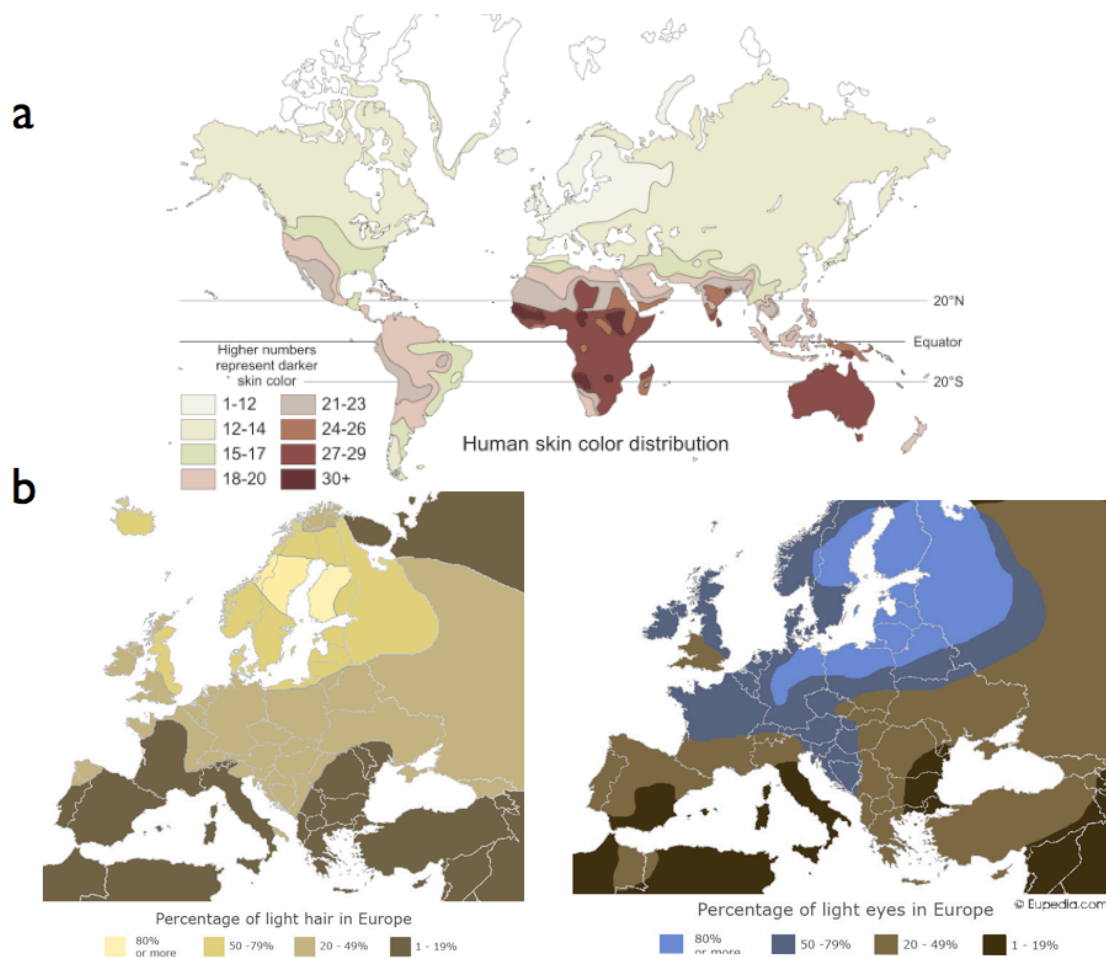 a
20°N
Equator
20°S
Higher numbers
represent darker
skin color
1-12
12-14
15-17
18-20
21-23
24-26
27-29
30+
Human skin color distribution
b
Percentage of light hair in Europe
80%
or more
50 -79%
20 - 49%
1 - 19%
© Eupedia.com
Percentage of light eyes in Europe
80%
or more
50 -79%
20 - 49%
1 - 19%